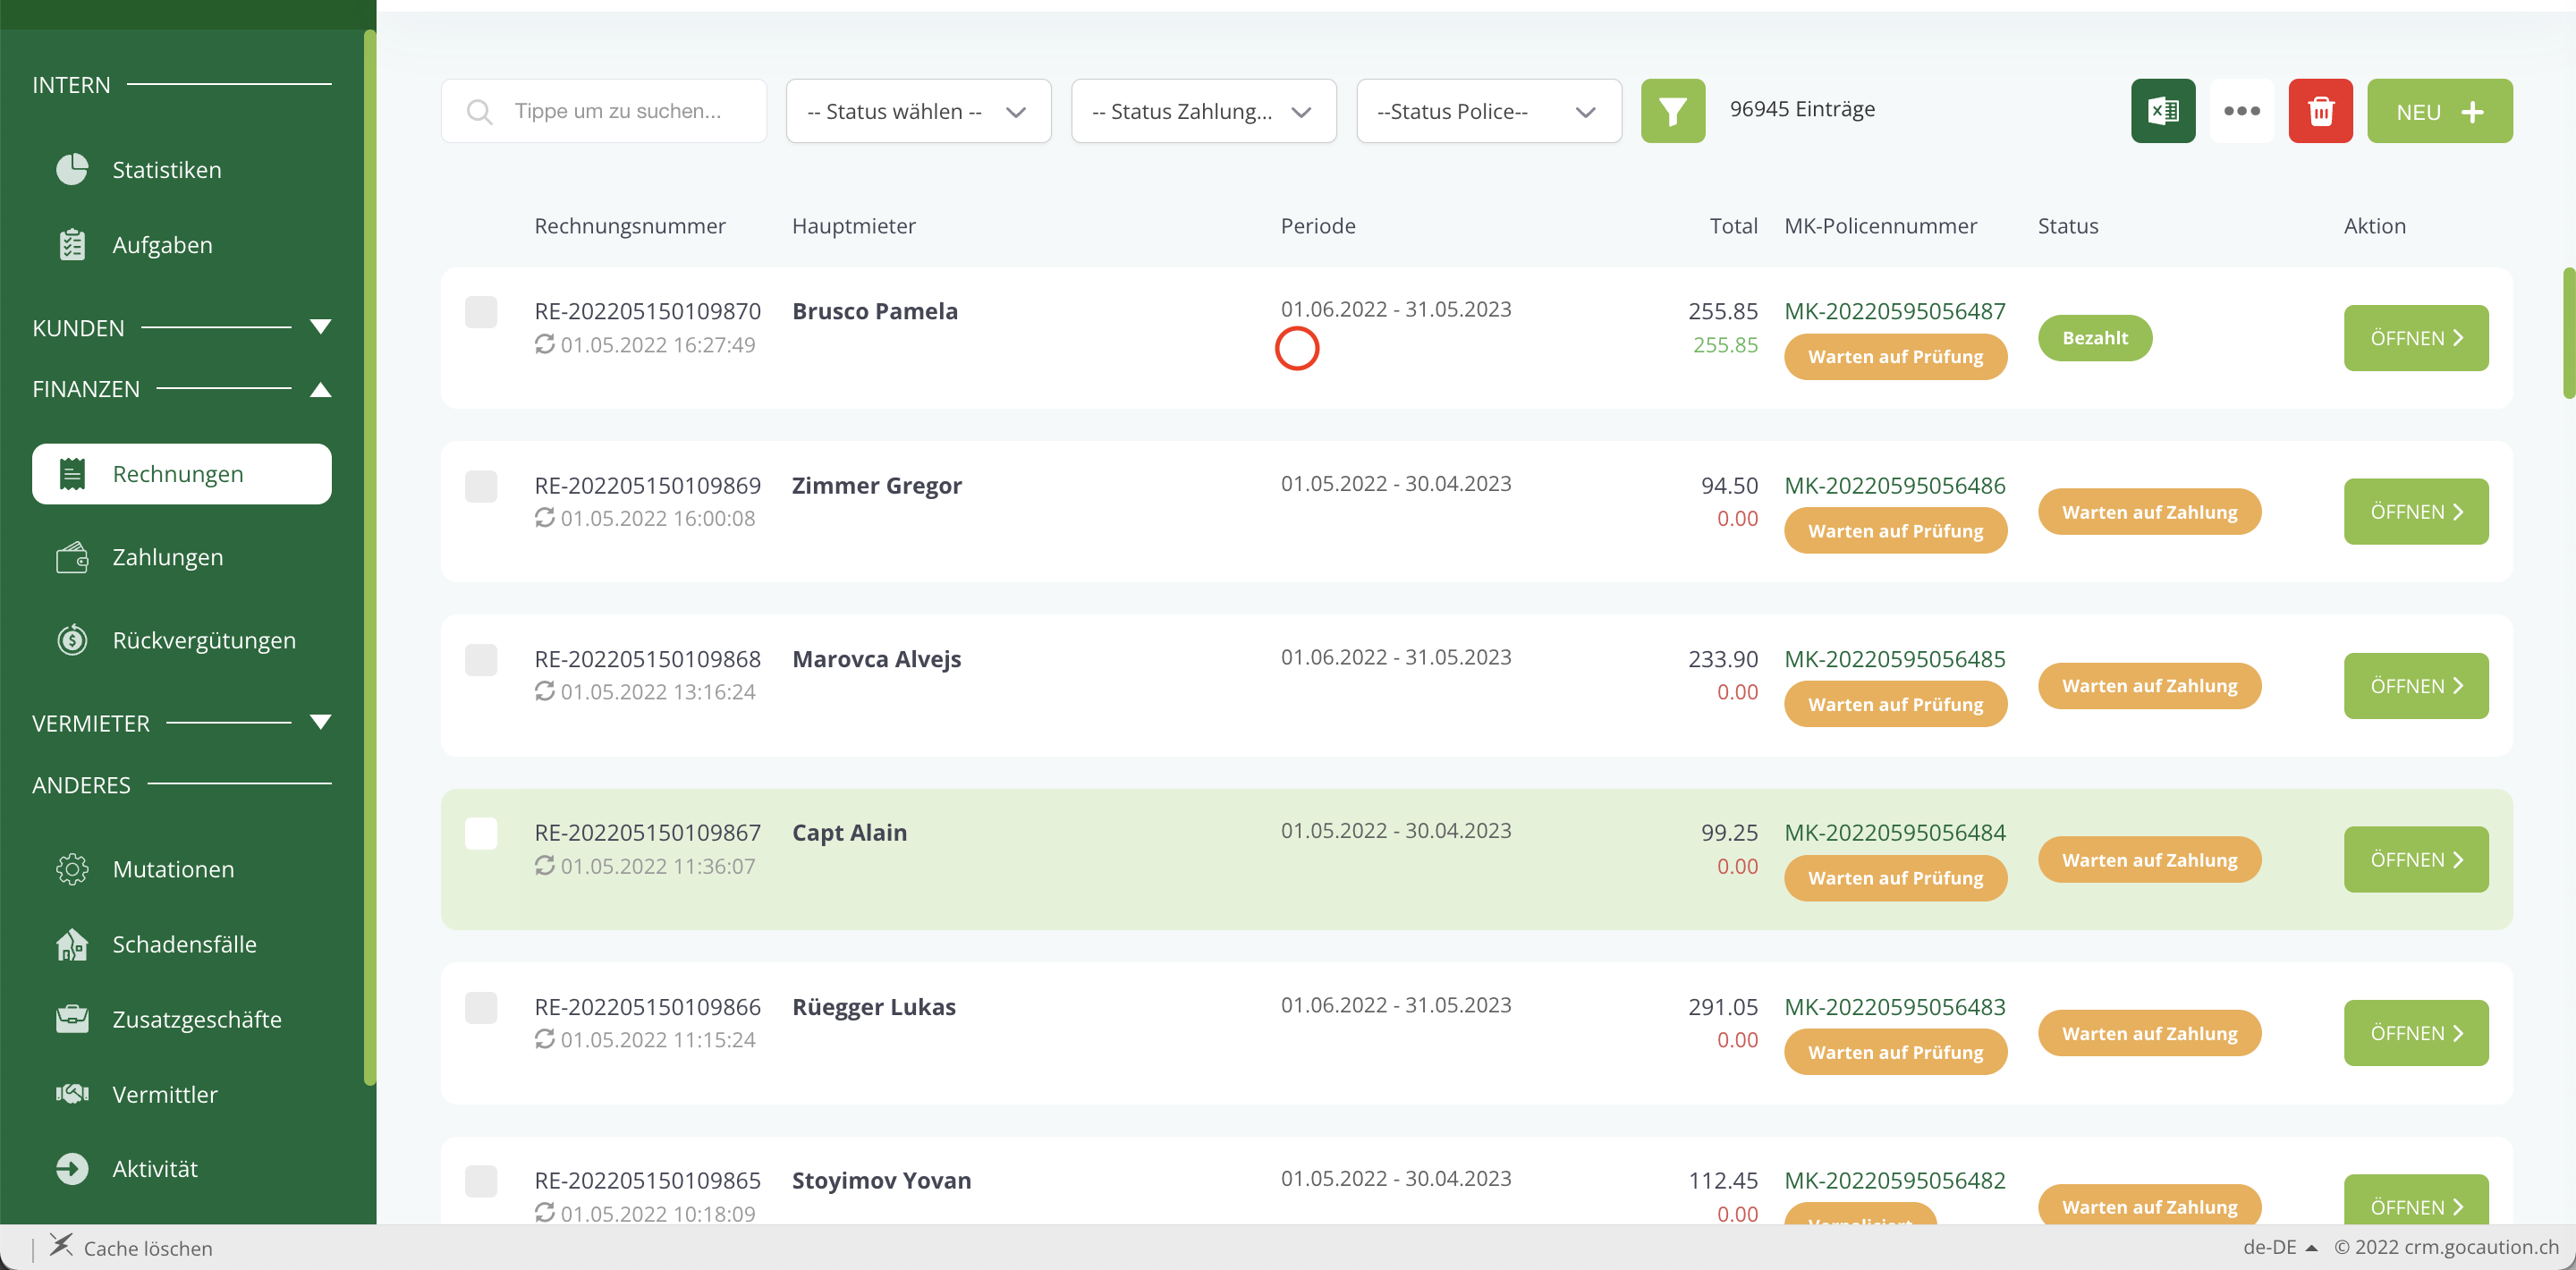 INTERN
Statistiken
Aufgaben
KUNDEN
FINANZEN
Rechnungen
Zahlungen
Rückvergütungen
VERMIETER
ANDERES
Mutationen
Schadensfälle
Zusatzgeschäfte
Vermittler
Aktivität
Tippe um zu suchen...
-- Status wählen --
-- Status Zahlung...
--Status Police--
96945 Einträge
NEU
Rechnungsnummer Hauptmieter Periode Total MK-Policennummer Status Aktion
RE-202205150109870 Brusco Pamela 01.06.2022 - 31.05.2023 255.85 MK-20220595056487
01.05.2022 16:27:49 255.85 Warten auf Prüfung Bezahlt ÖFFNEN
RE-202205150109869 Zimmer Gregor 01.05.2022 - 30.04.2023 94.50 MK-20220595056486
01.05.2022 16:00:08 0.00 Warten auf Prüfung Warten auf Zahlung ÖFFNEN
RE-202205150109868 Marovca Alvejs 01.06.2022 - 31.05.2023 233.90 MK-20220595056485
01.05.2022 13:16:24 0.00 Warten auf Prüfung Warten auf Zahlung ÖFFNEN
RE-202205150109867 Capt Alain 01.05.2022 - 30.04.2023 99.25 MK-20220595056484
01.05.2022 11:36:07 0.00 Warten auf Prüfung Warten auf Zahlung ÖFFNEN
RE-202205150109866 Rüegger Lukas 01.06.2022 - 31.05.2023 291.05 MK-20220595056483
01.05.2022 11:15:24 0.00 Warten auf Prüfung Warten auf Zahlung ÖFFNEN
RE-202205150109865 Stoyimov Yovan 01.05.2022 - 30.04.2023 112.45 MK-20220595056482
01.05.2022 10:18:09 0.00 Warten auf Zahlung ÖFFNEN
Cache löschen
de-DE © 2022 crm.gocaution.ch